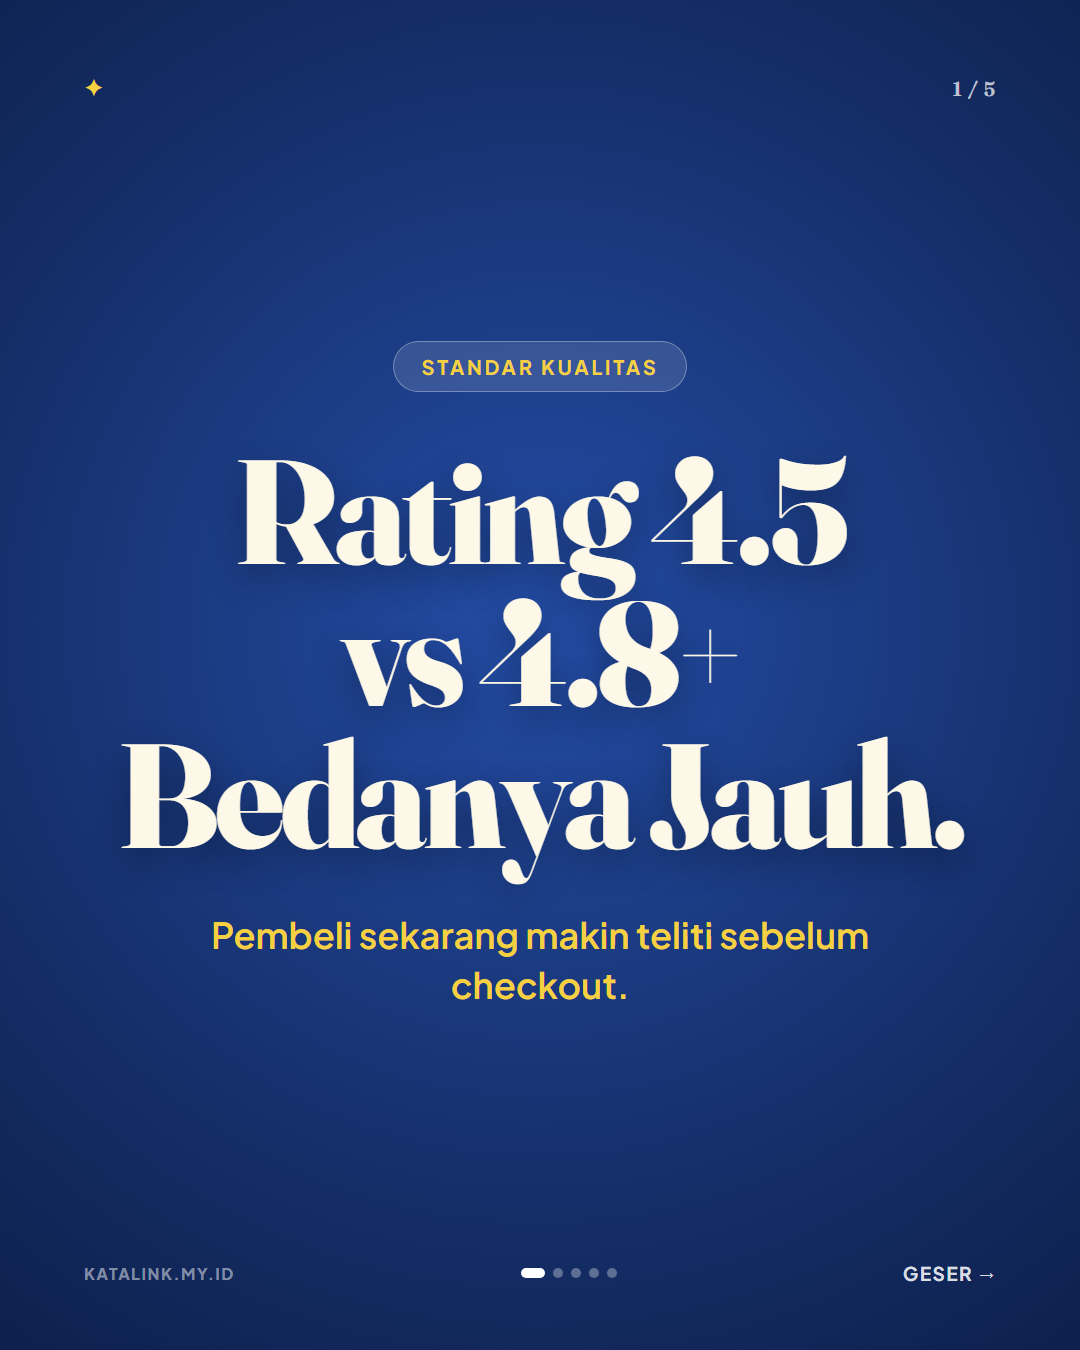 ✦
1 / 5
STANDAR KUALITAS
Rating 4.5
vs 4.8+
Bedanya Jauh.
Pembeli sekarang makin teliti sebelum
checkout.
KATALINK.MY.ID
GESER →